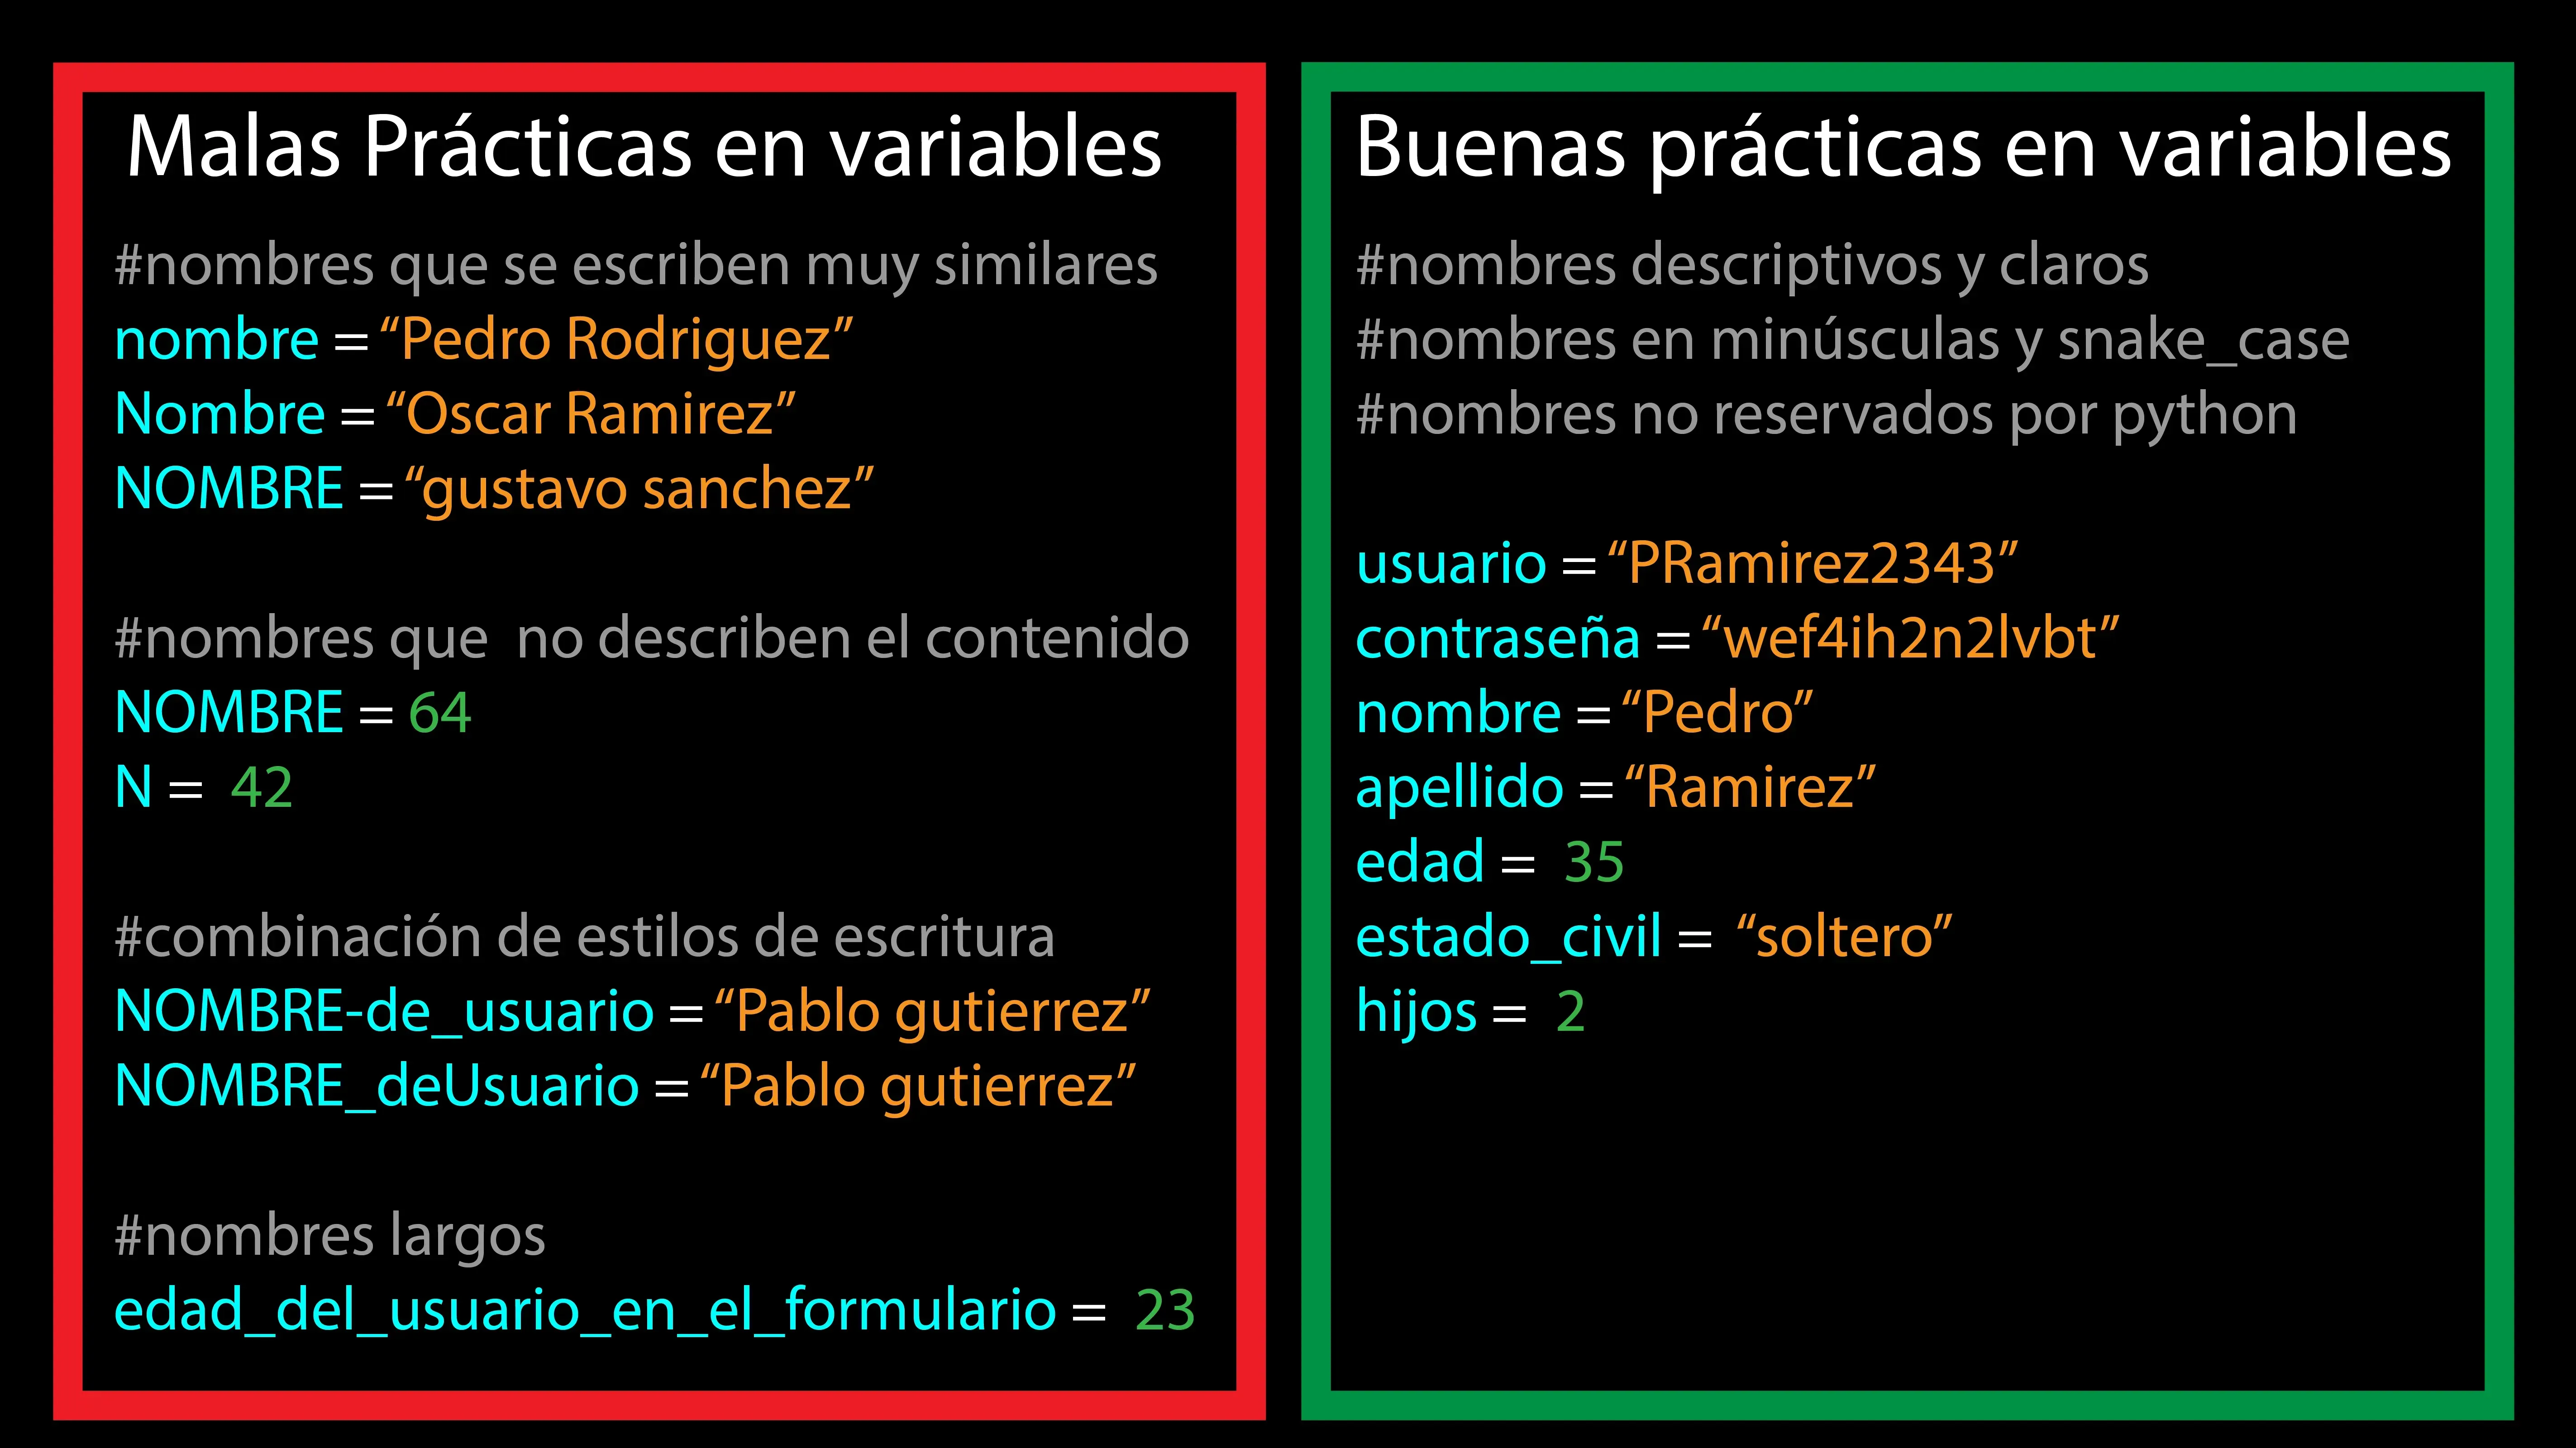 Malas Prácticas en variables
#nombres que se escriben muy similares
nombre = “Pedro Rodriguez”
Nombre = “Oscar Ramirez”
NOMBRE = “gustavo sanchez”
#nombres que  no describen el contenido
NOMBRE = 64
N =  42
#combinación de estilos de escritura
NOMBRE-de_usuario = “Pablo gutierrez”
NOMBRE_deUsuario = “Pablo gutierrez”
#nombres largos
edad_del_usuario_en_el_formulario =  23
Buenas prácticas en variables
#nombres descriptivos y claros
#nombres en minúsculas y snake_case
#nombres no reservados por python
usuario = “PRamirez2343”
contraseña = “wef4ih2n2lvbt”
nombre = “Pedro”
apellido = “Ramirez”
edad =  35
estado_civil =  “soltero”
hijos =  2